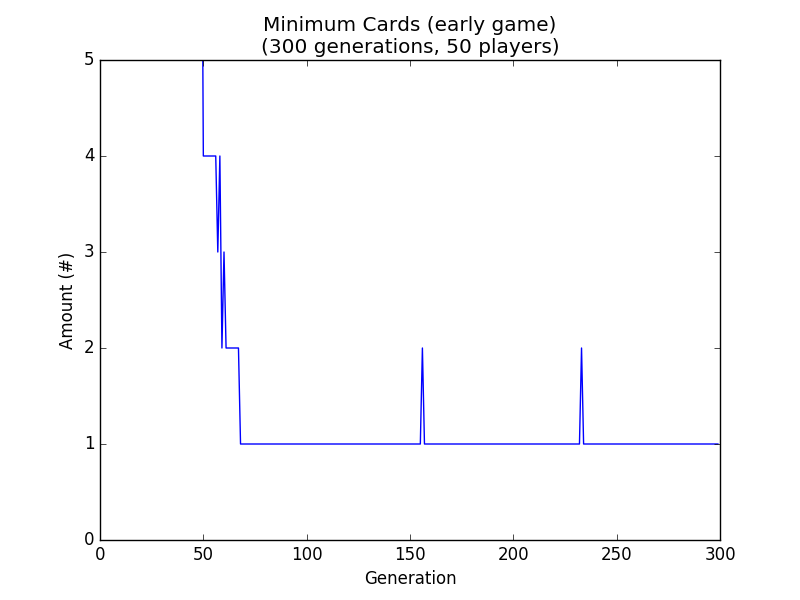 Minimum Cards (early game)
(300 generations, 50 players)
5
4
3
2
1
0
Amount (#)
0 50 100 150 200 250 300
Generation